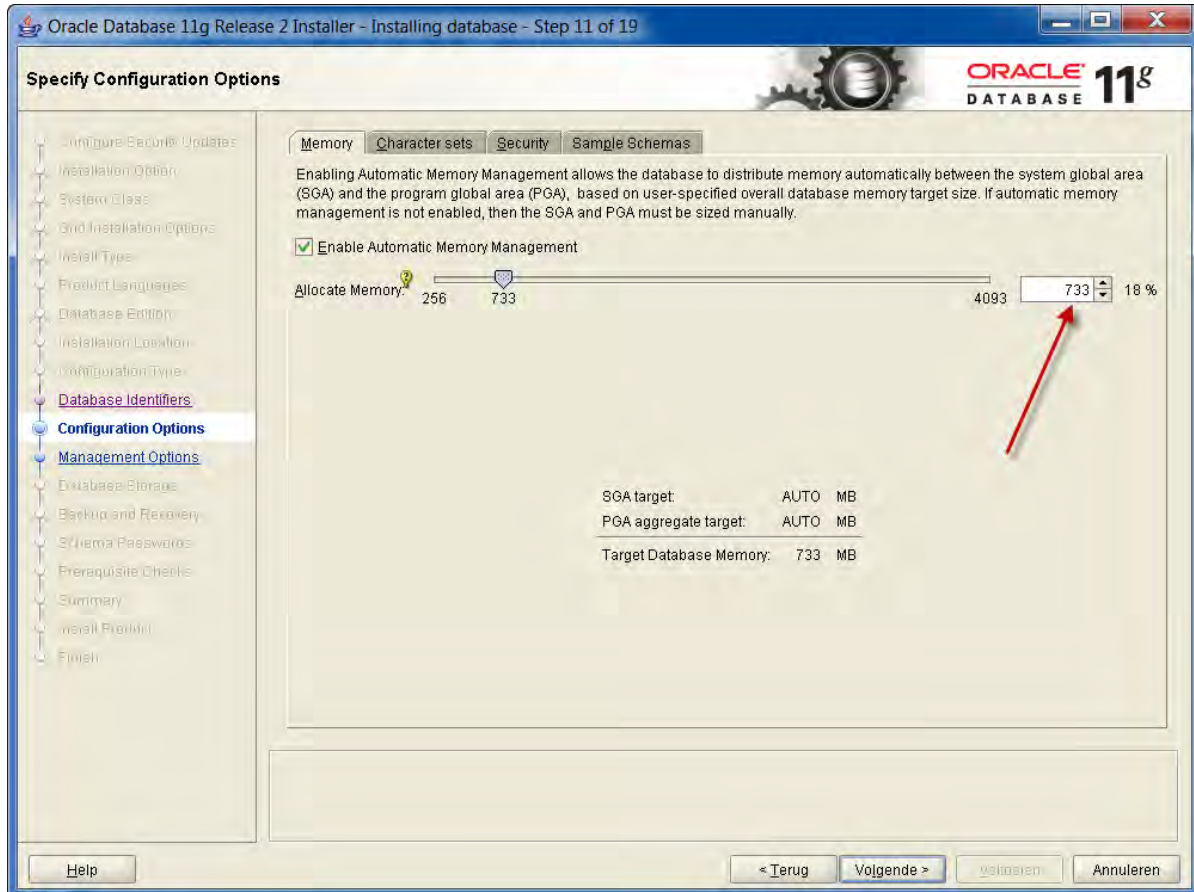 Oracle Database 11g Release 2 Installer - Installing database - Step 11 of 19
Specify Configuration Options
ORACLE 11g
DATABASE
Configure Security Updates
Installation Option
System Class
Grid Installation Options
Install Type
Product Languages
Database Edition
Installation Location
Configuration Type
Database Identifiers
Configuration Options
Management Options
Database Storage
Backup and Recovery
Schema Passwords
Prerequisite Checks
Summary
Install Product
Finish
Memory Character sets Security Sample Schemas
Enabling Automatic Memory Management allows the database to distribute memory automatically between the system global area
(SGA) and the program global area (PGA), based on user-specified overall database memory target size. If automatic memory
management is not enabled, then the SGA and PGA must be sized manually.
Enable Automatic Memory Management
Allocate Memory: 256 733 4093 733 18 %
SGA target: AUTO MB
PGA aggregate target: AUTO MB
Target Database Memory: 733 MB
Help < Terug Volgende > Annuleren